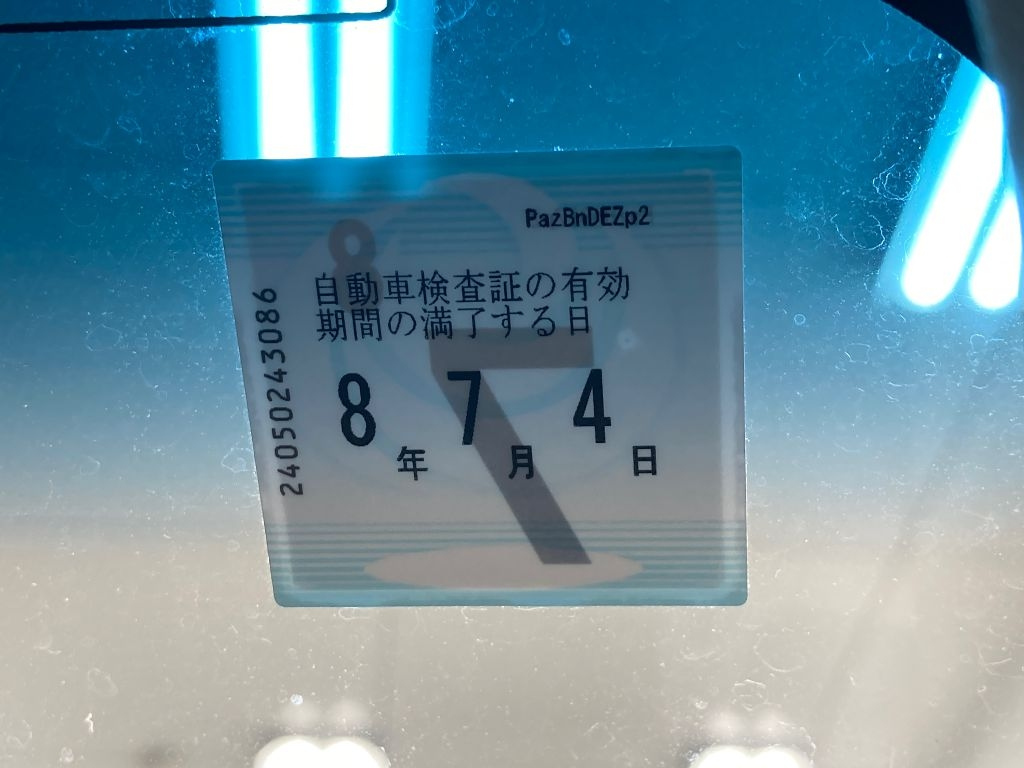 PazBnDEZp2
自動車検査証の有効
期間の満了する日
8年7月4日
24050243086